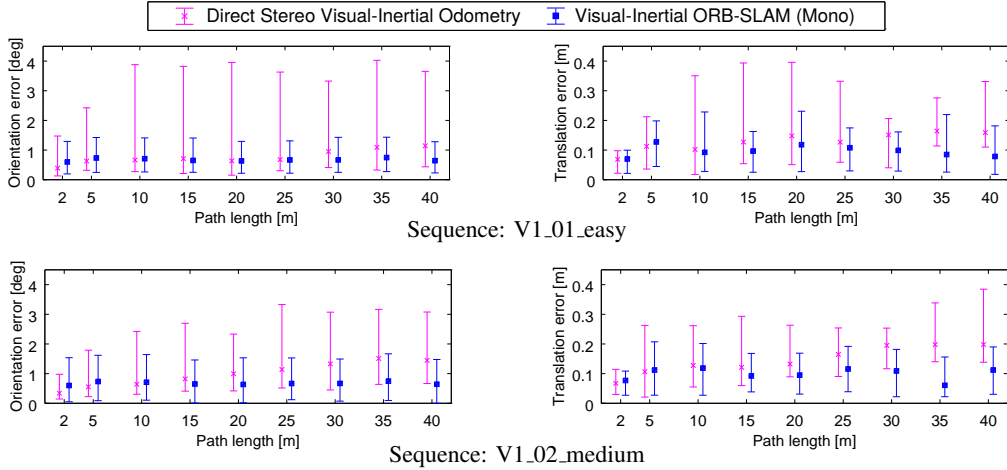 Direct Stereo Visual-Inertial Odometry
Visual-Inertial ORB-SLAM (Mono)
Orientation error [deg]
4
3
2
1
0
2 5 10 15 20 25 30 35 40
Path length [m]
Translation error [m]
0.4
0.3
0.2
0.1
0
2 5 10 15 20 25 30 35 40
Path length [m]
Sequence: V1_01_easy
Orientation error [deg]
4
3
2
1
0
2 5 10 15 20 25 30 35 40
Path length [m]
Translation error [m]
0.4
0.3
0.2
0.1
0
2 5 10 15 20 25 30 35 40
Path length [m]
Sequence: V1_02_medium